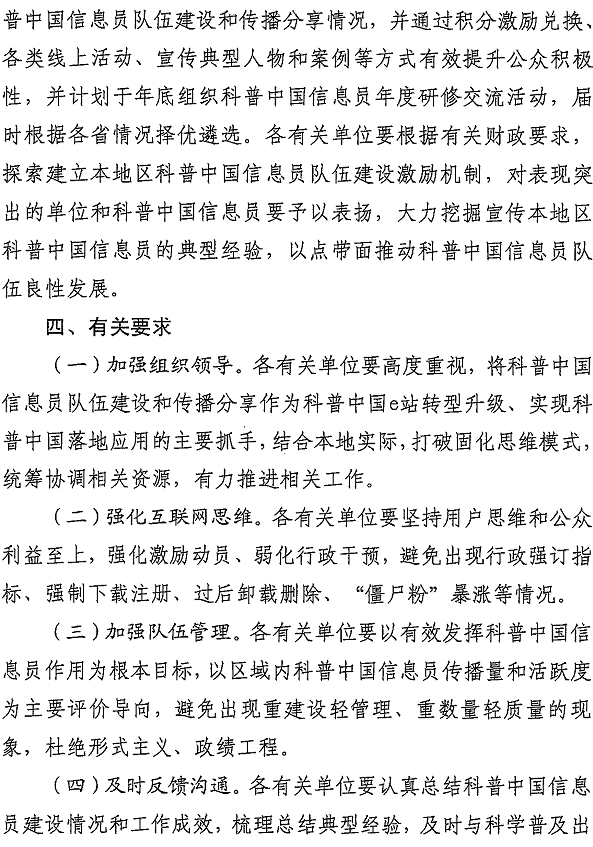 普中国信息员队伍建设和传播分享情况，并通过积分激励兑换、
各类线上活动、宣传典型人物和案例等方式有效提升公众积极
性，并计划于年底组织科普中国信息员年度研修交流活动，届
时根据各省情况择优遴选。各有关单位要根据有关财政要求，
探索建立本地区科普中国信息员队伍建设激励机制，对表现突
出的单位和科普中国信息员要予以表扬，大力挖掘宣传本地区
科普中国信息员的典型经验，以点带面推动科普中国信息员队
伍良性发展。
四、有关要求
（一）加强组织领导。各有关单位要高度重视，将科普中国
信息员队伍建设和传播分享作为科普中国e站转型升级、实现科
普中国落地应用的主要抓手，结合本地实际，打破固化思维模式，
统筹协调相关资源，有力推进相关工作。
（二）强化互联网思维。各有关单位要坚持用户思维和公众
利益至上，强化激励动员、弱化行政干预，避免出现行政强订指
标、强制下载注册、过后卸载删除、“僵尸粉”暴涨等情况。
（三）加强队伍管理。各有关单位要以有效发挥科普中国信
息员作用为根本目标，以区域内科普中国信息员传播量和活跃度
为主要评价导向，避免出现重建设轻管理、重数量轻质量的现
象，杜绝形式主义、政绩工程。
（四）及时反馈沟通。各有关单位要认真总结科普中国信息
员建设情况和工作成效，梳理总结典型经验，及时与科学普及出